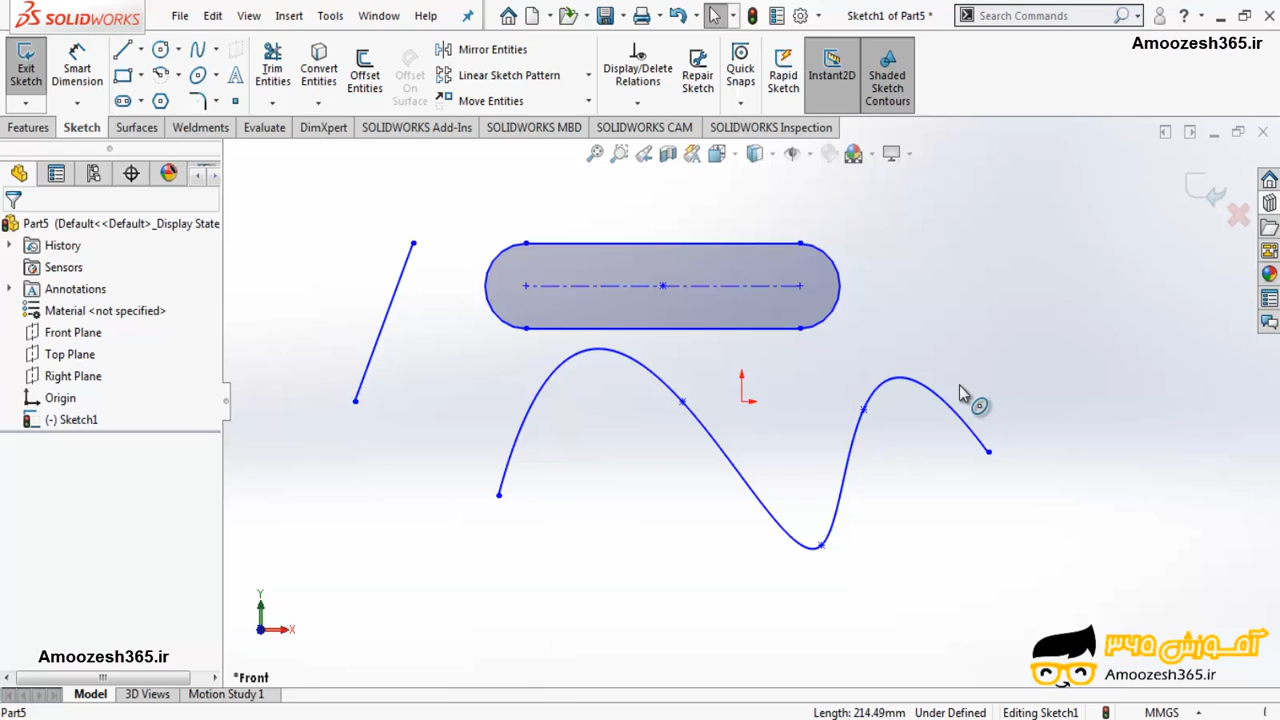 SOLIDWORKS File Edit View Insert Tools Window Help Sketch1 of Part5 * Search Commands ?
Amoozesh365.ir
Exit Sketch
Smart Dimension
Trim Entities
Convert Entities
Offset Entities
Offset On Surface
Mirror Entities
Linear Sketch Pattern
Move Entities
Display/Delete Relations
Repair Sketch
Quick Snaps
Rapid Sketch
Instant2D
Shaded Sketch Contours
Features Sketch Surfaces Weldments Evaluate DimXpert SOLIDWORKS Add-Ins SOLIDWORKS MBD SOLIDWORKS CAM SOLIDWORKS Inspection
Part5 (Default<<Default>_Display State
History
Sensors
Annotations
Material <not specified>
Front Plane
Top Plane
Right Plane
Origin
(-) Sketch1
Y
X
Amoozesh365.ir
*Front
آموزش ۳۶۵
Amoozesh365.ir
Model 3D Views Motion Study 1
Part5 Length: 214.49mm Under Defined Editing Sketch1 MMGS